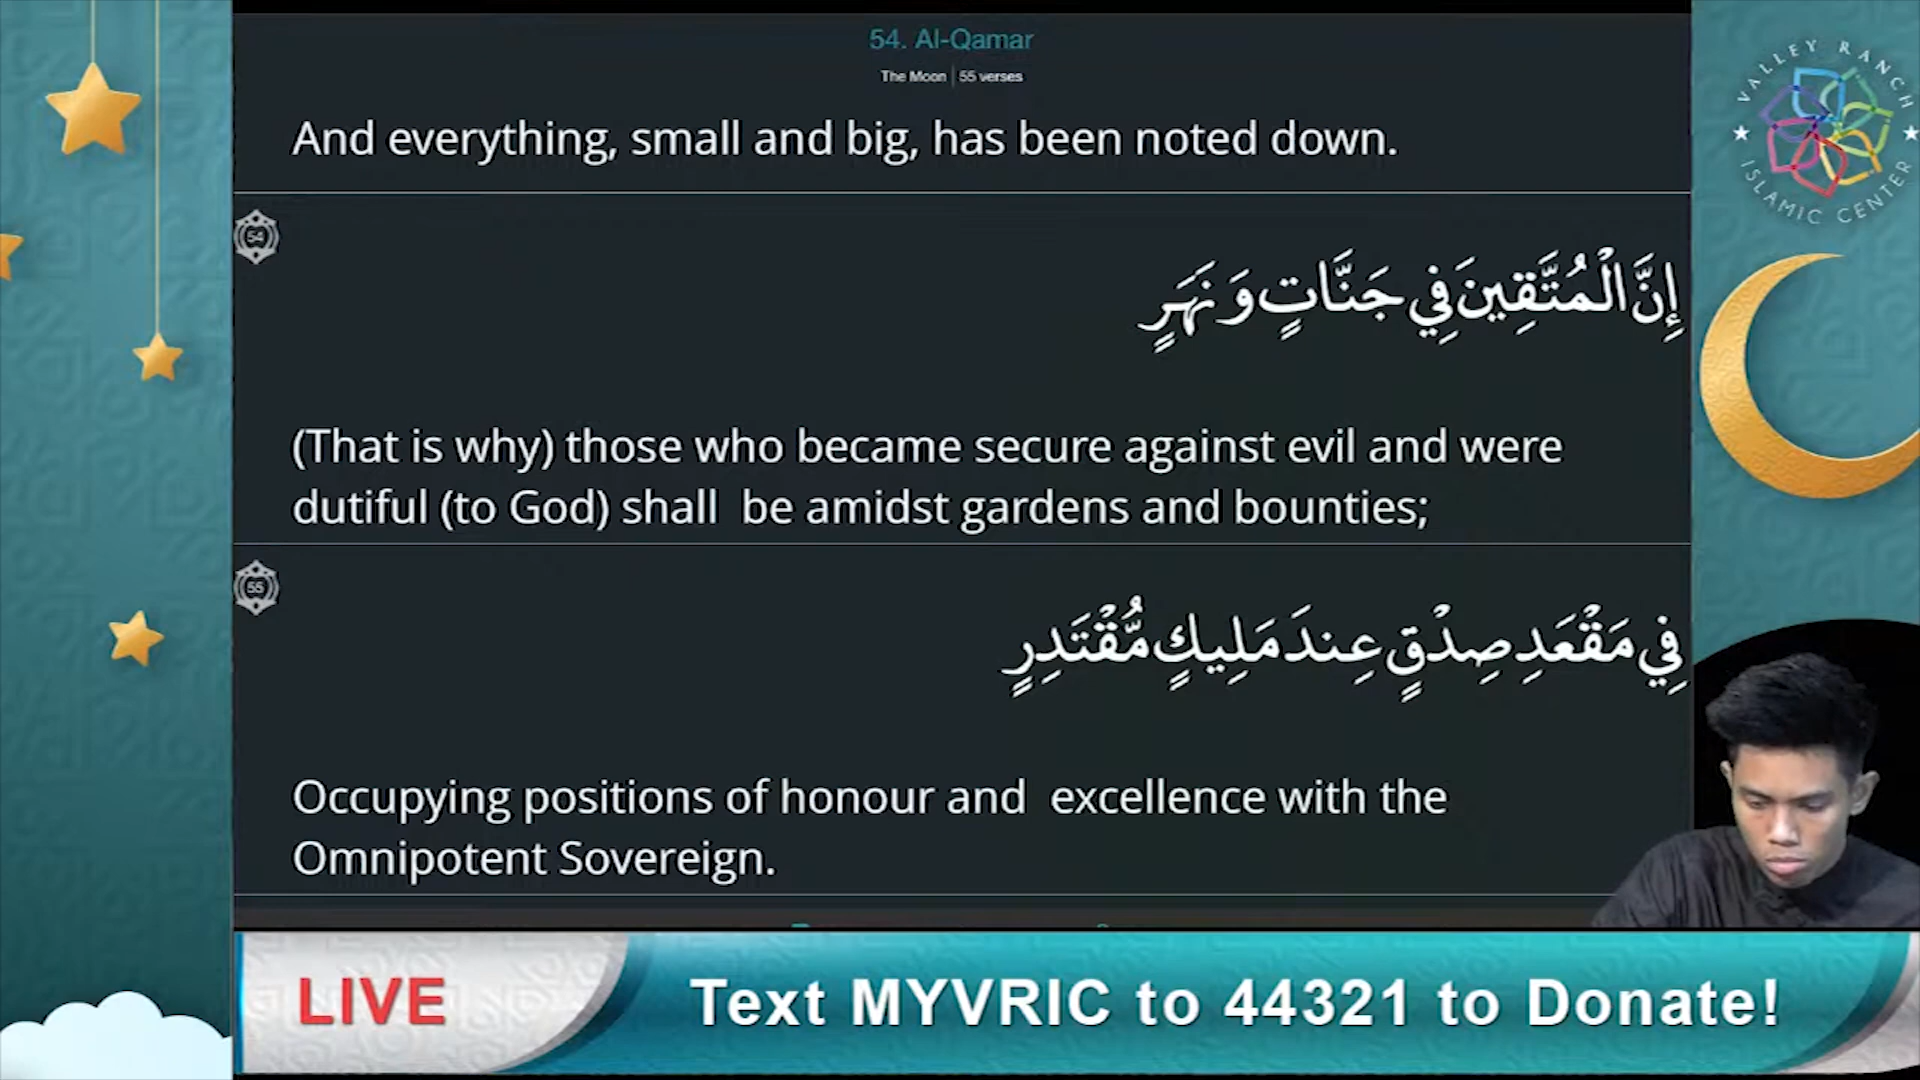 54. Al-Qamar
The Moon | 55 verses
And everything, small and big, has been noted down.
54
إِنَّ الْمُتَّقِينَ فِي جَنَّاتٍ وَنَهَرٍ
(That is why) those who became secure against evil and were
dutiful (to God) shall be amidst gardens and bounties;
55
فِي مَقْعَدِ صِدْقٍ عِندَ مَلِيكٍ مُّقْتَدِرٍ
Occupying positions of honour and excellence with the
Omnipotent Sovereign.
VALLEY RANCH
ISLAMIC CENTER
LIVE
Text MYVRIC to 44321 to Donate!